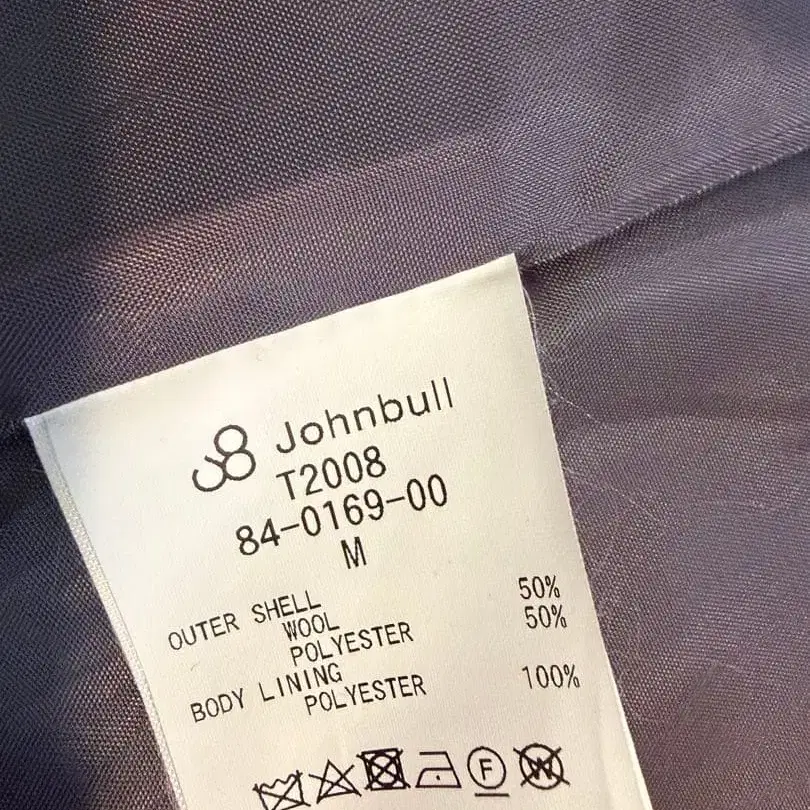 Johnbull
T2008
84-0169-00
M
OUTER SHELL
WOOL 50%
POLYESTER 50%
BODY LINING
POLYESTER 100%
F
W